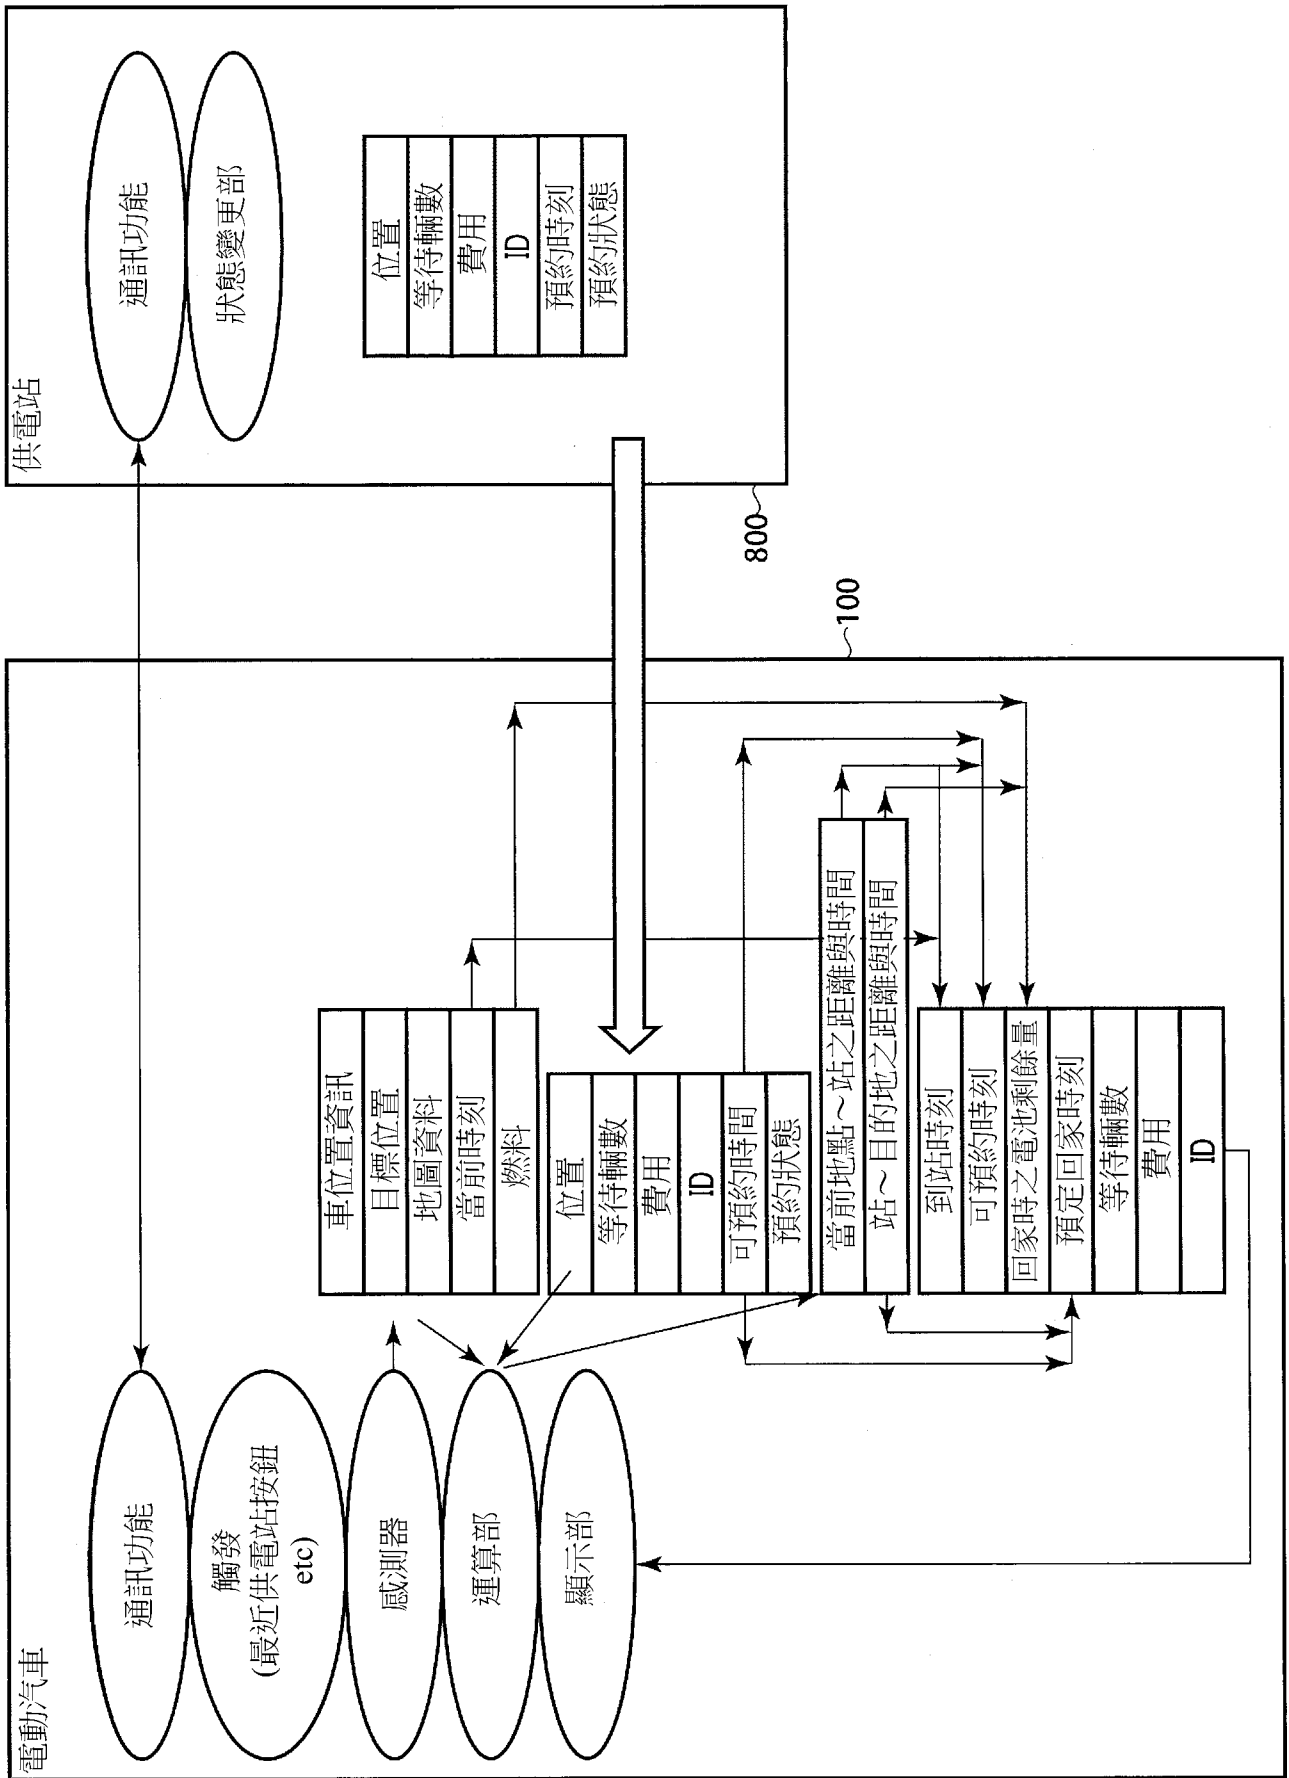 電動汽車
通訊功能
觸發
(最近供電站按鈕
etc)
感測器
運算部
顯示部
車位置資訊
目標位置
地圖資料
當前時刻
燃料
位置
等待輛數
費用
ID
可預約時間
預約狀態
當前地點～站之距離與時間
站～目的地之距離與時間
到站時刻
可預約時刻
回家時之電池剩餘量
預定回家時刻
等待輛數
費用
ID
100
供電站
通訊功能
狀態變更部
位置
等待輛數
費用
ID
預約時刻
預約狀態
800